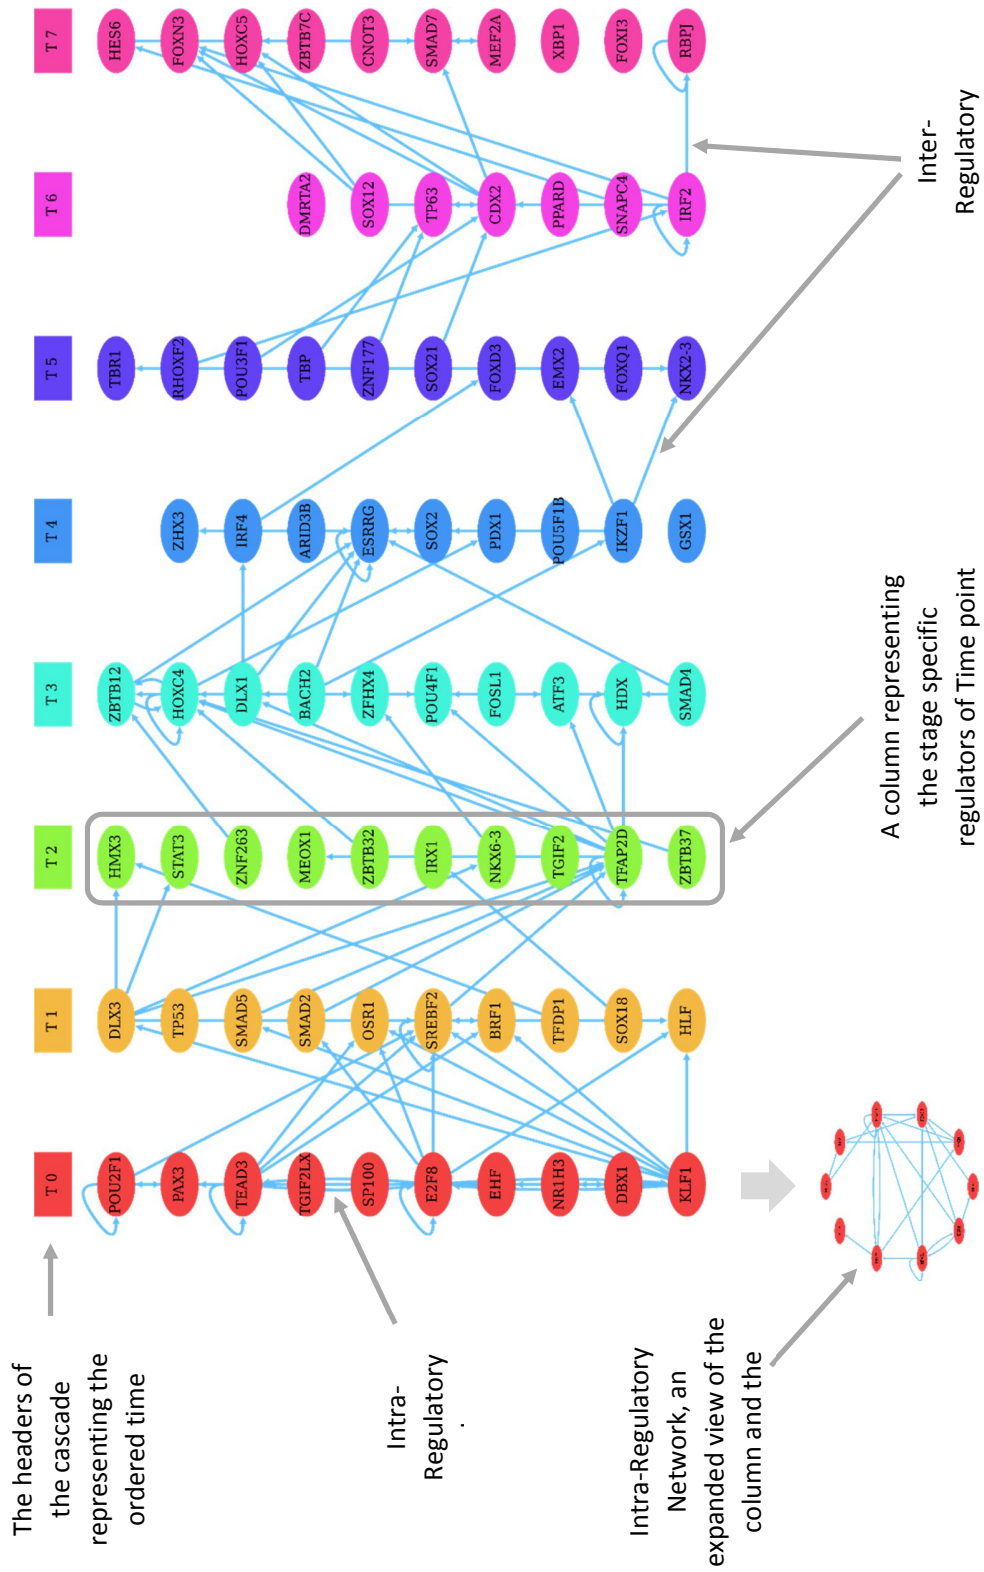 The headers of
the cascade
representing the
ordered time
T 0
POU2F1
PAX3
TEAD3
TGIF2LX
SP100
E2F8
EHF
NR1H3
DBX1
KLF1
T 1
DLX3
TP53
SMAD5
SMAD2
OSR1
SREBF2
BRF1
TFDP1
SOX18
HLF
T 2
HMX3
STAT3
ZNF263
MEOX1
ZBTB32
IRX1
NKX6-3
TGIF2
TFAP2D
ZBTB37
T 3
ZBTB12
HOXC4
DLX1
BACH2
ZFHX4
POU4F1
FOSL1
ATF3
HDX
SMAD4
T 4
ZHX3
IRF4
ARID3B
ESRRG
SOX2
PDX1
POU5F1B
IKZF1
GSX1
T 5
TBR1
RHOXF2
POU3F1
TBP
ZNF177
SOX21
FOXD3
EMX2
FOXQ1
NKX2-3
T 6
DMRTA2
SOX12
TP63
CDX2
PPARD
SNAPC4
IRF2
T 7
HES6
FOXN3
HOXC5
ZBTB7C
CNOT3
SMAD7
MEF2A
XBP1
FOXI3
RBPJ
Intra-
Regulatory
.
Intra-Regulatory
Network, an
expanded view of the
column and the
A column representing
the stage specific
regulators of Time point
Inter-
Regulatory